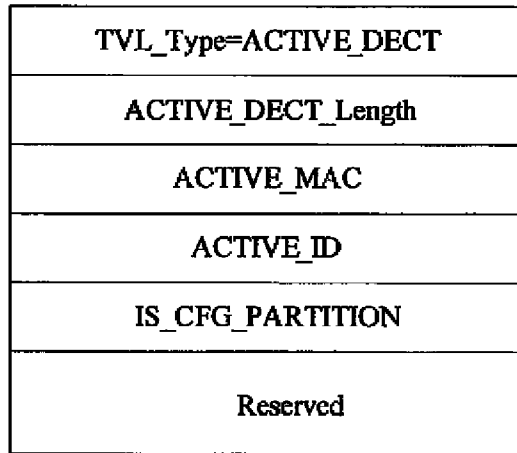 TVL_Type=ACTIVE_DECT
ACTIVE_DECT_Length
ACTIVE_MAC
ACTIVE_ID
IS_CFG_PARTITION
Reserved